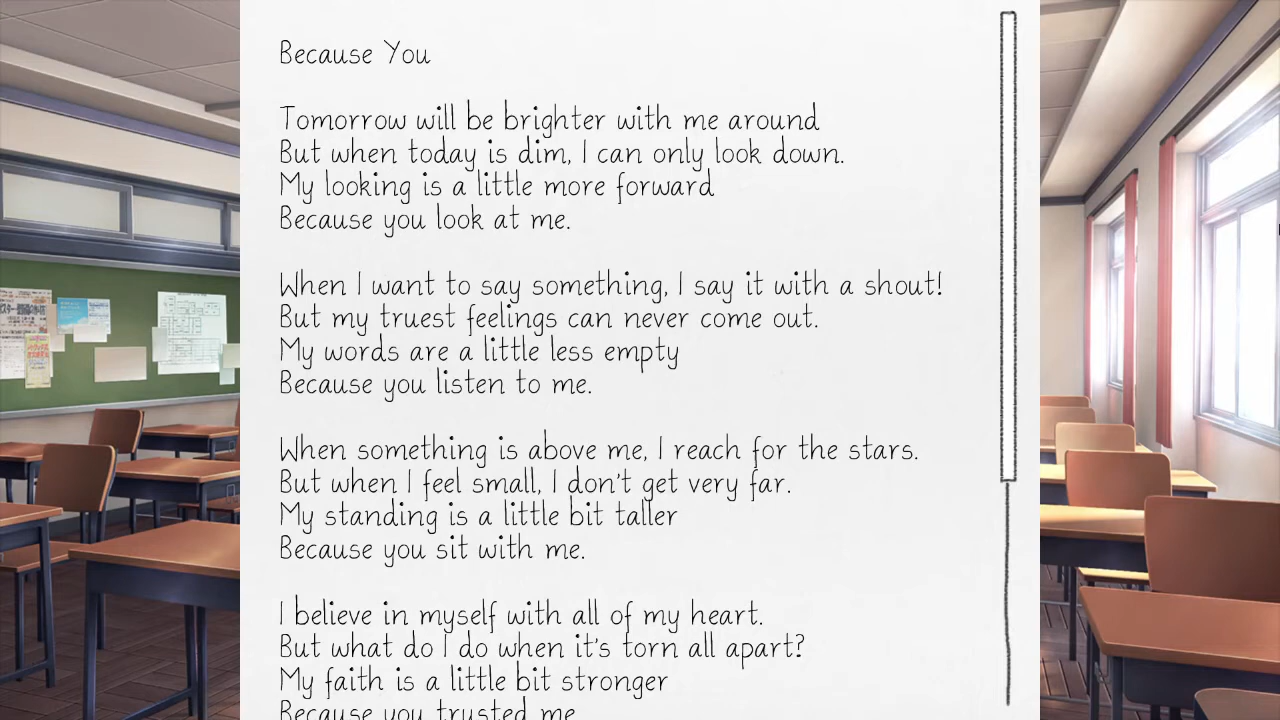 Because You
Tomorrow will be brighter with me around
But when today is dim, I can only look down.
My looking is a little more forward
Because you look at me.
When I want to say something, I say it with a shout!
But my truest feelings can never come out.
My words are a little less empty
Because you listen to me.
When something is above me, I reach for the stars.
But when I feel small, I don't get very far.
My standing is a little bit taller
Because you sit with me.
I believe in myself with all of my heart.
But what do I do when it's torn all apart?
My faith is a little bit stronger
Because you trusted me